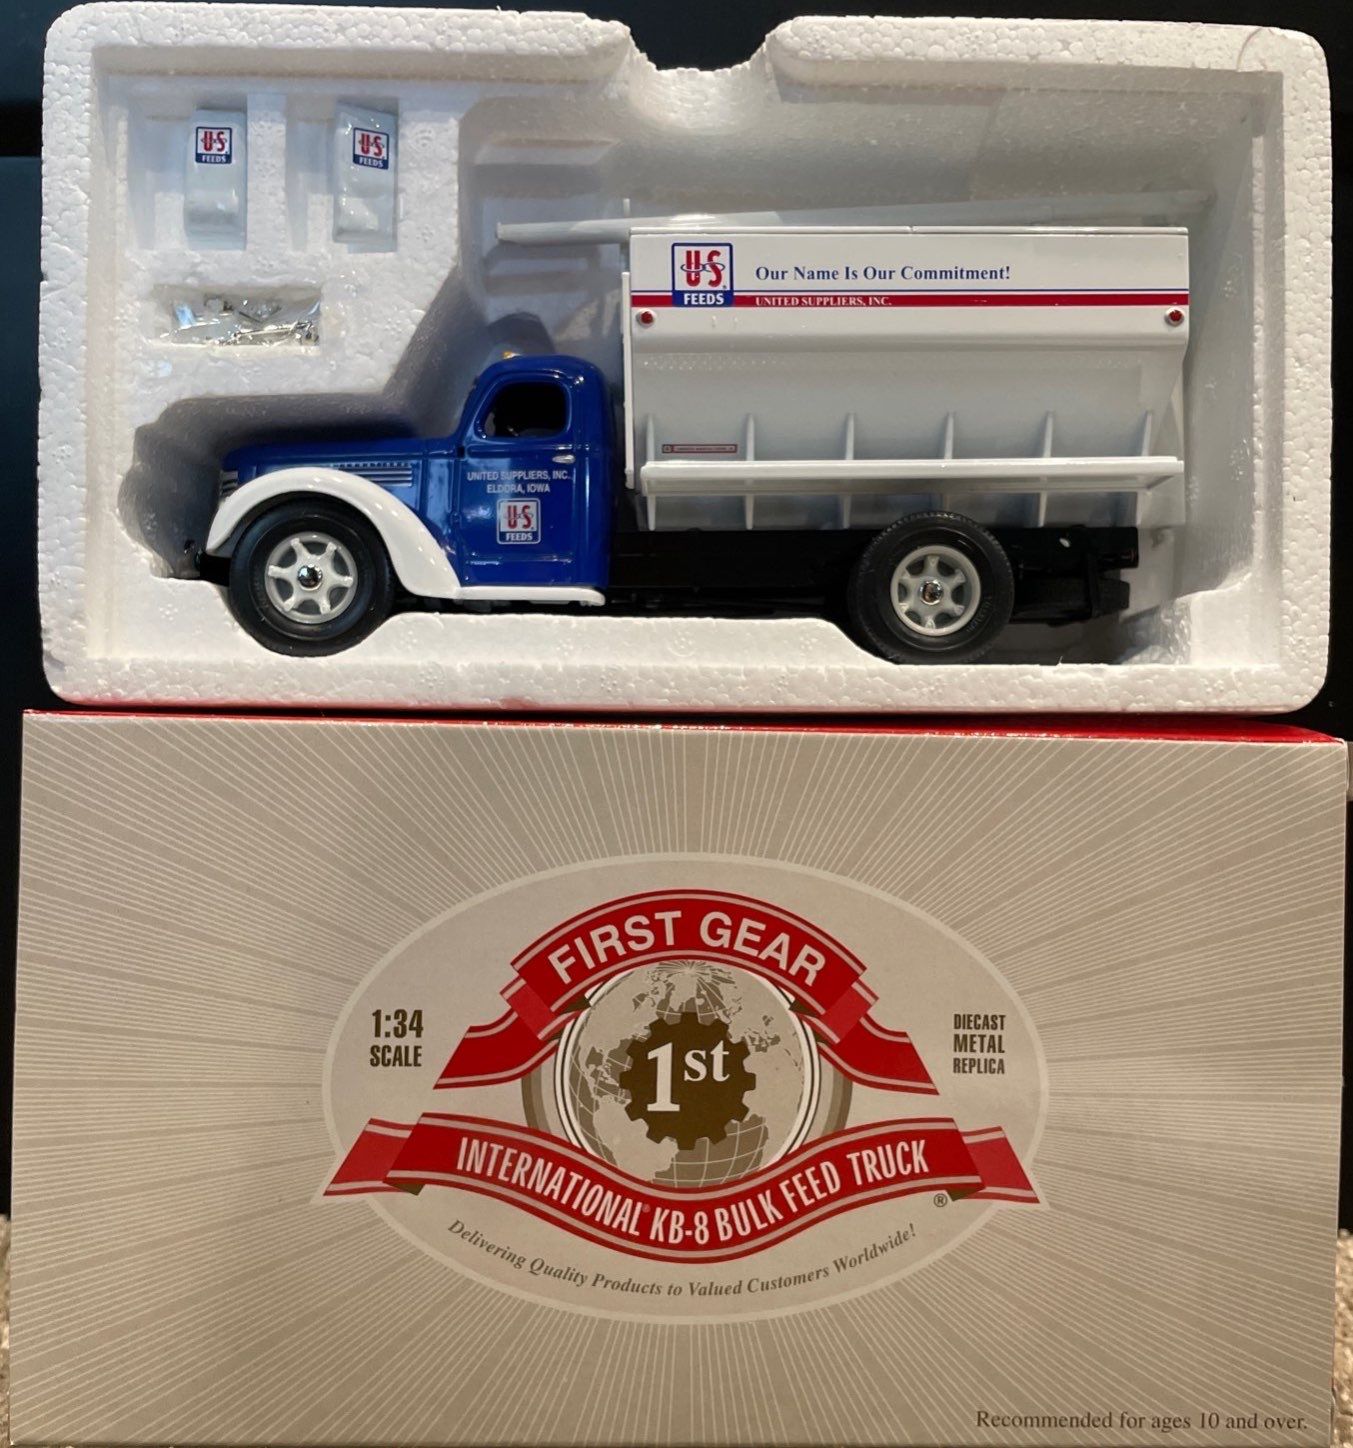 U.S.
FEEDS
U.S.
FEEDS
U.S.
FEEDS
Our Name Is Our Commitment!
UNITED SUPPLIERS, INC.
UNITED SUPPLIERS, INC.
ELDORA, IOWA
U.S.
FEEDS
FIRST GEAR
1:34
SCALE
1st
DIECAST
METAL
REPLICA
INTERNATIONAL® KB-8 BULK FEED TRUCK
®
Delivering Quality Products to Valued Customers Worldwide!
Recommended for ages 10 and over.